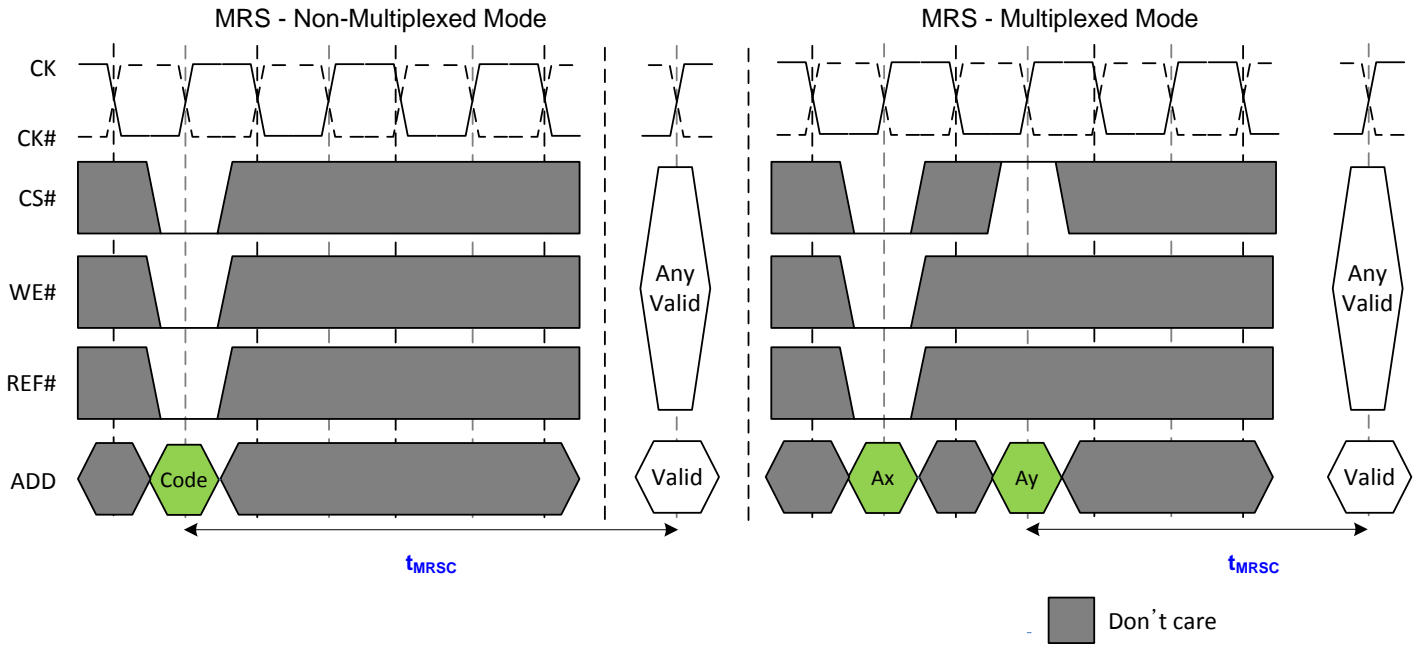 MRS - Non-Multiplexed Mode
MRS - Multiplexed Mode
CK
CK#
CS#
WE#
REF#
ADD
Any
Valid
Any
Valid
Code
Valid
Ax
Ay
Valid
tMRSC
tMRSC
Don't care